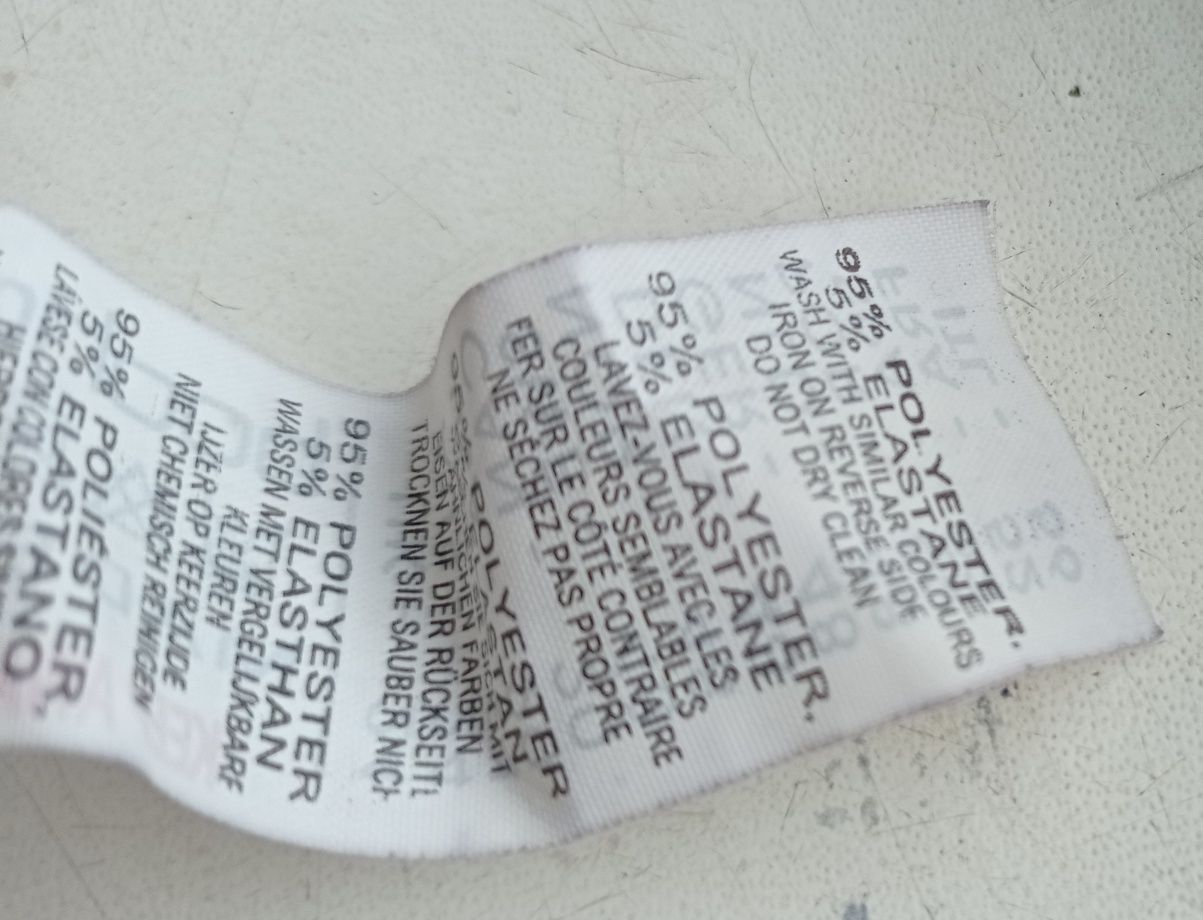 95% POLYESTER,
5% ELASTANE
WASH WITH SIMILAR COLOURS
IRON ON REVERSE SIDE
DO NOT DRY CLEAN
95% POLYESTER,
5% ELASTANE
LAVEZ-VOUS AVEC LES
COULEURS SEMBLABLES
FER SUR LE CÔTÉ CONTRAIRE
NE SÉCHEZ PAS PROPRE
POLYESTER
MIT
FARBEN
EISEN AUF DER RÜCKSEITE
TROCKNEN SIE SAUBER NICH
95% POLYESTER
5% ELASTHAN
WASSEN MET VERGELIJKBARE
KLEUREN
IJZER OP KEERZIJDE
NIET CHEMISCH REINIGEN
95% POLIÉSTER,
5% ELASTANO
LÁVESE CON COLORES